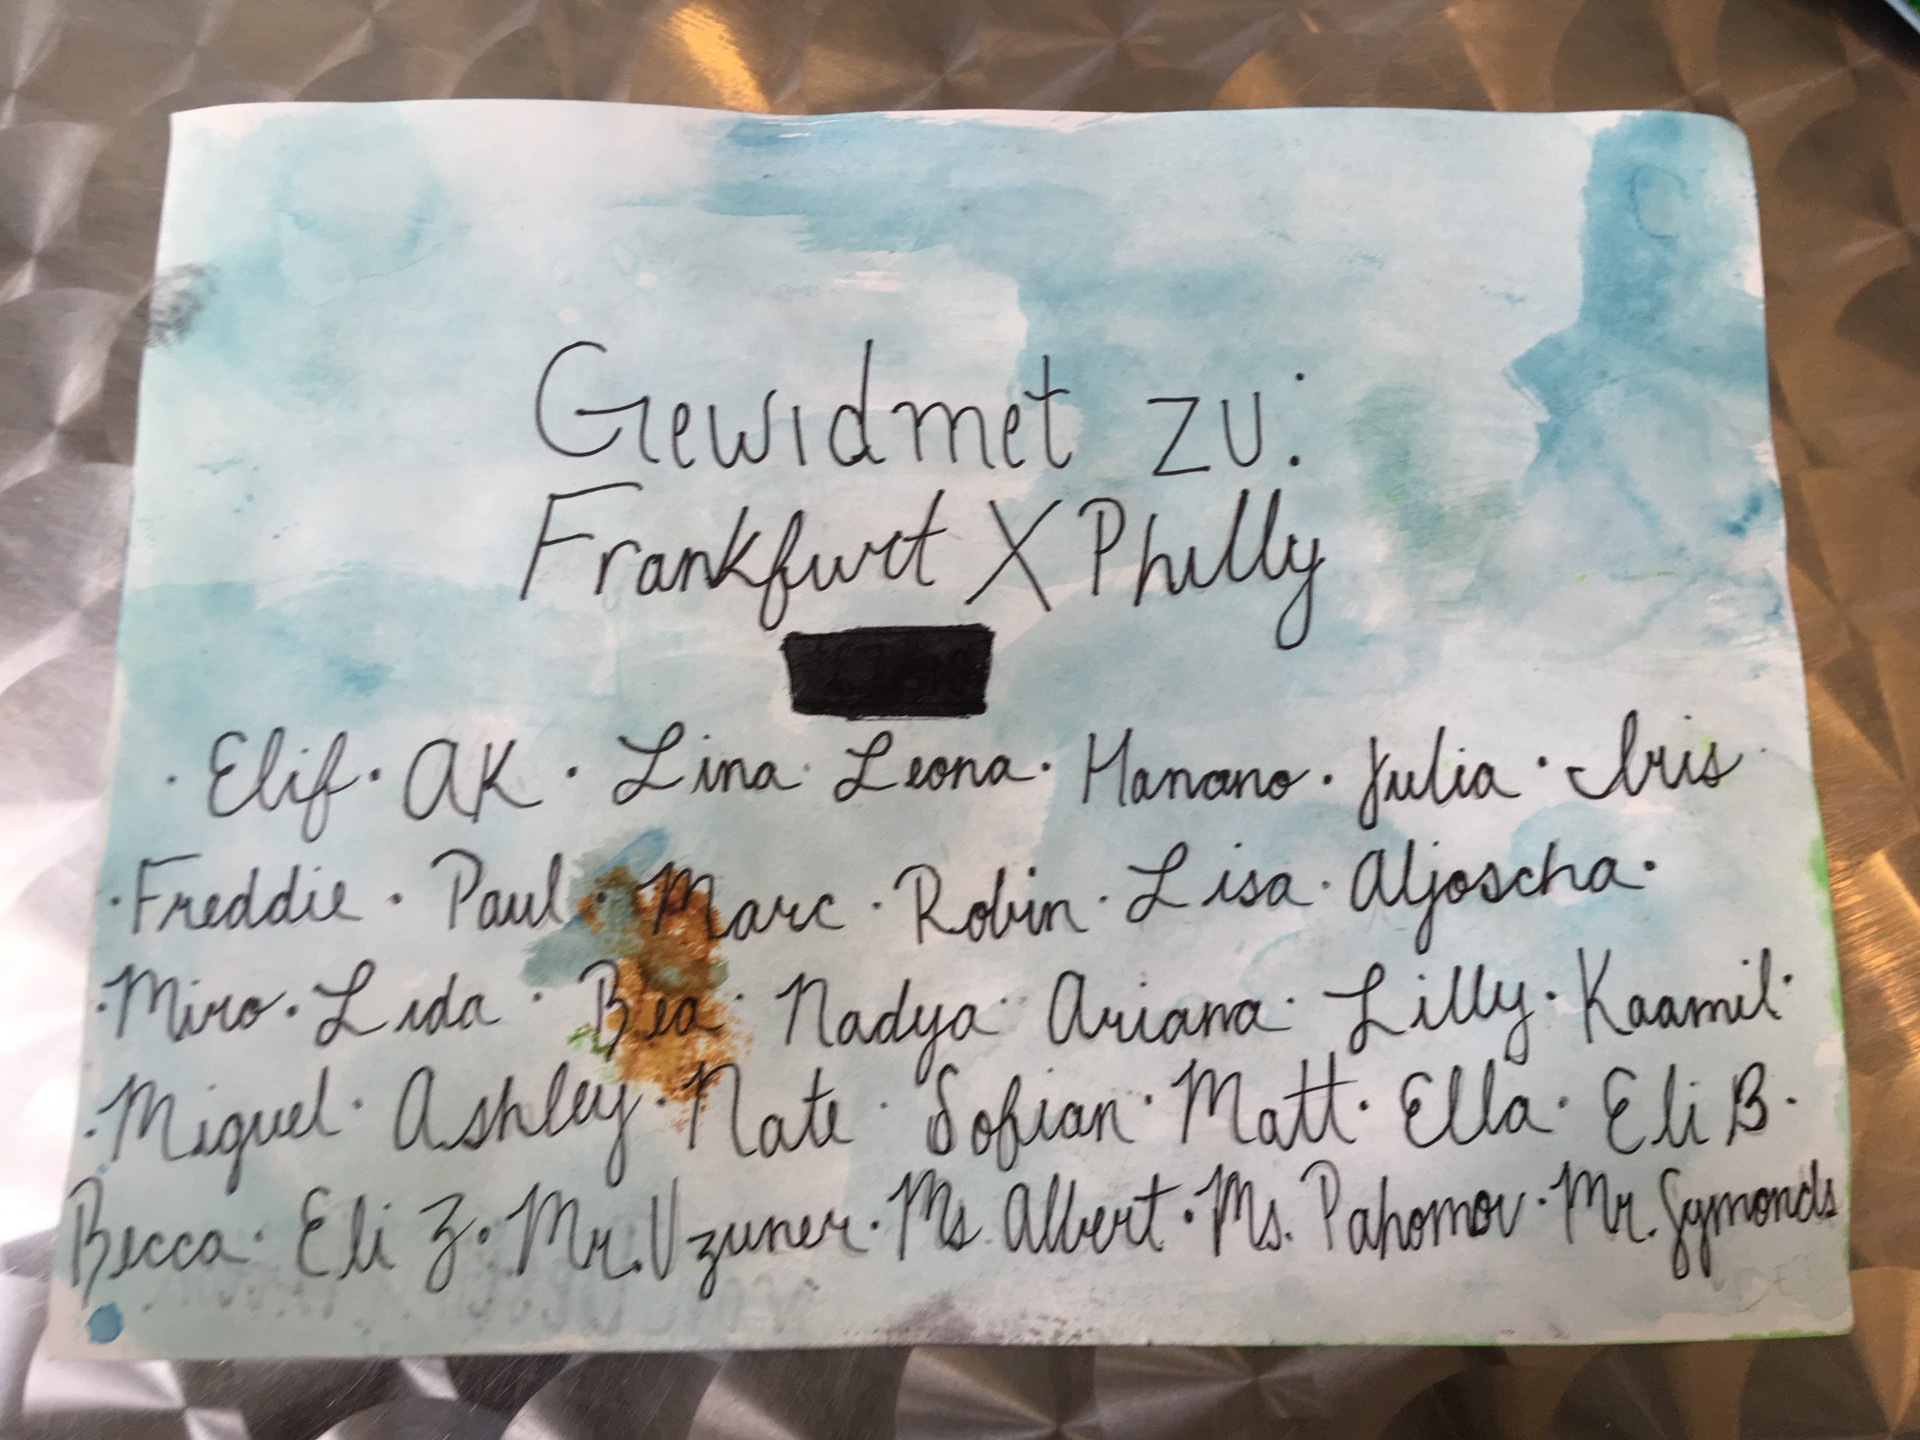 Gewidmet zu:
Frankfurt X Philly
· Elif · AK · Lina · Leona · Hanano · Julia · Iris ·
· Freddie · Paul · Marc · Robin · Lisa · Aljoscha ·
· Miro · Lida · Bea · Nadya · Ariana · Lilly · Kaamil ·
· Miguel · Ashley · Nate · Sofian · Matt · Ella · Eli B ·
Becca · Eli Z · Mr. Uzuner · Ms Albert · Ms. Pahomov · Mr. Symonds